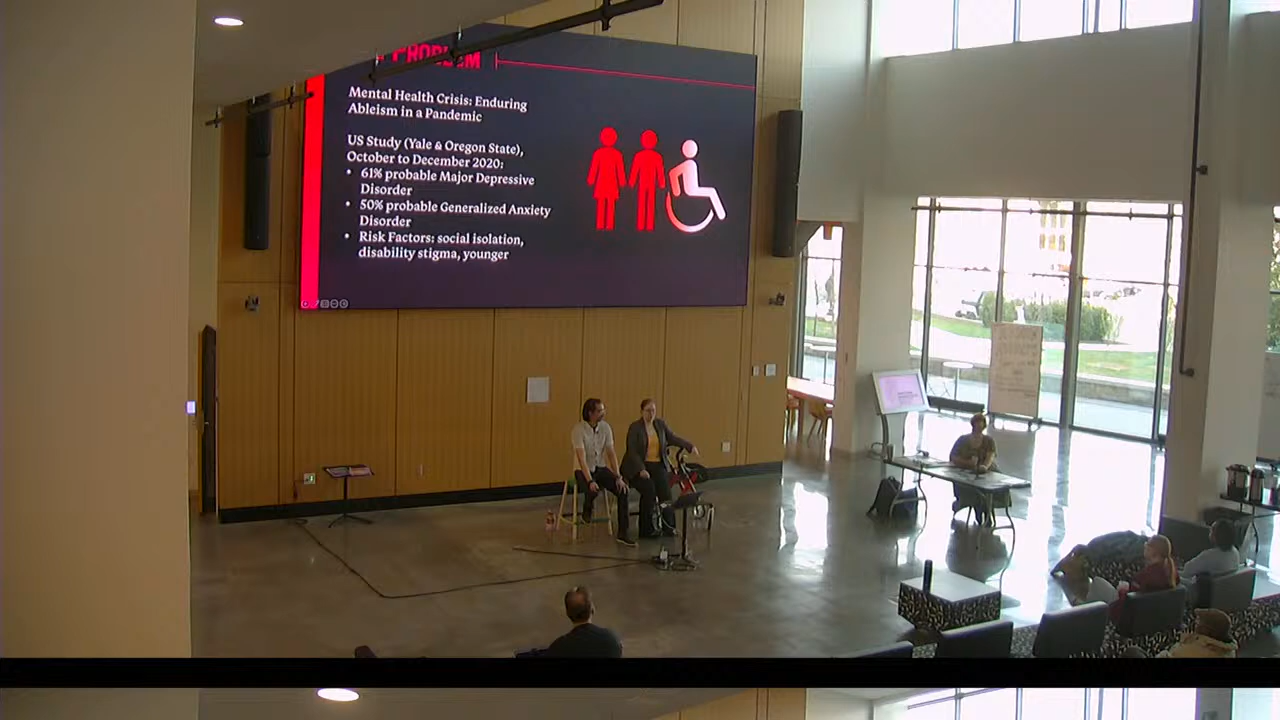 PROBLEM
Mental Health Crisis: Enduring
Ableism in a Pandemic
US Study (Yale & Oregon State),
October to December 2020:
• 61% probable Major Depressive
Disorder
• 50% probable Generalized Anxiety
Disorder
• Risk Factors: social isolation,
disability stigma, younger